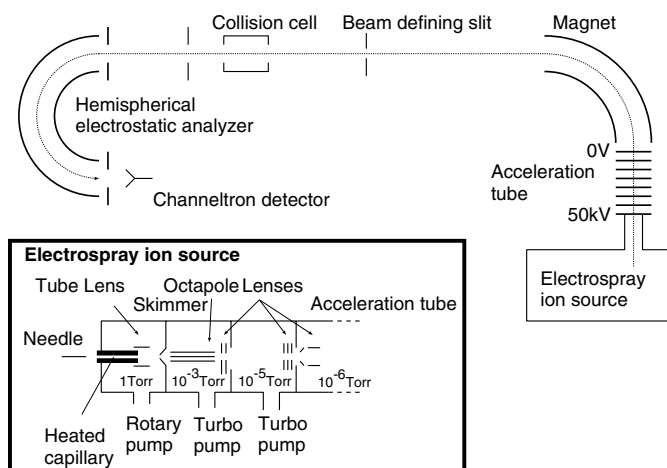 Collision cell
Beam defining slit
Magnet
Hemispherical
electrostatic analyzer
Channeltron detector
0V
Acceleration
tube
50kV
Electrospray
ion source
Electrospray ion source
Tube Lens
Octapole Lenses
Skimmer
Acceleration tube
Needle
1Torr
10⁻³Torr
10⁻⁵Torr
10⁻⁶Torr
Heated
capillary
Rotary
pump
Turbo
pump
Turbo
pump